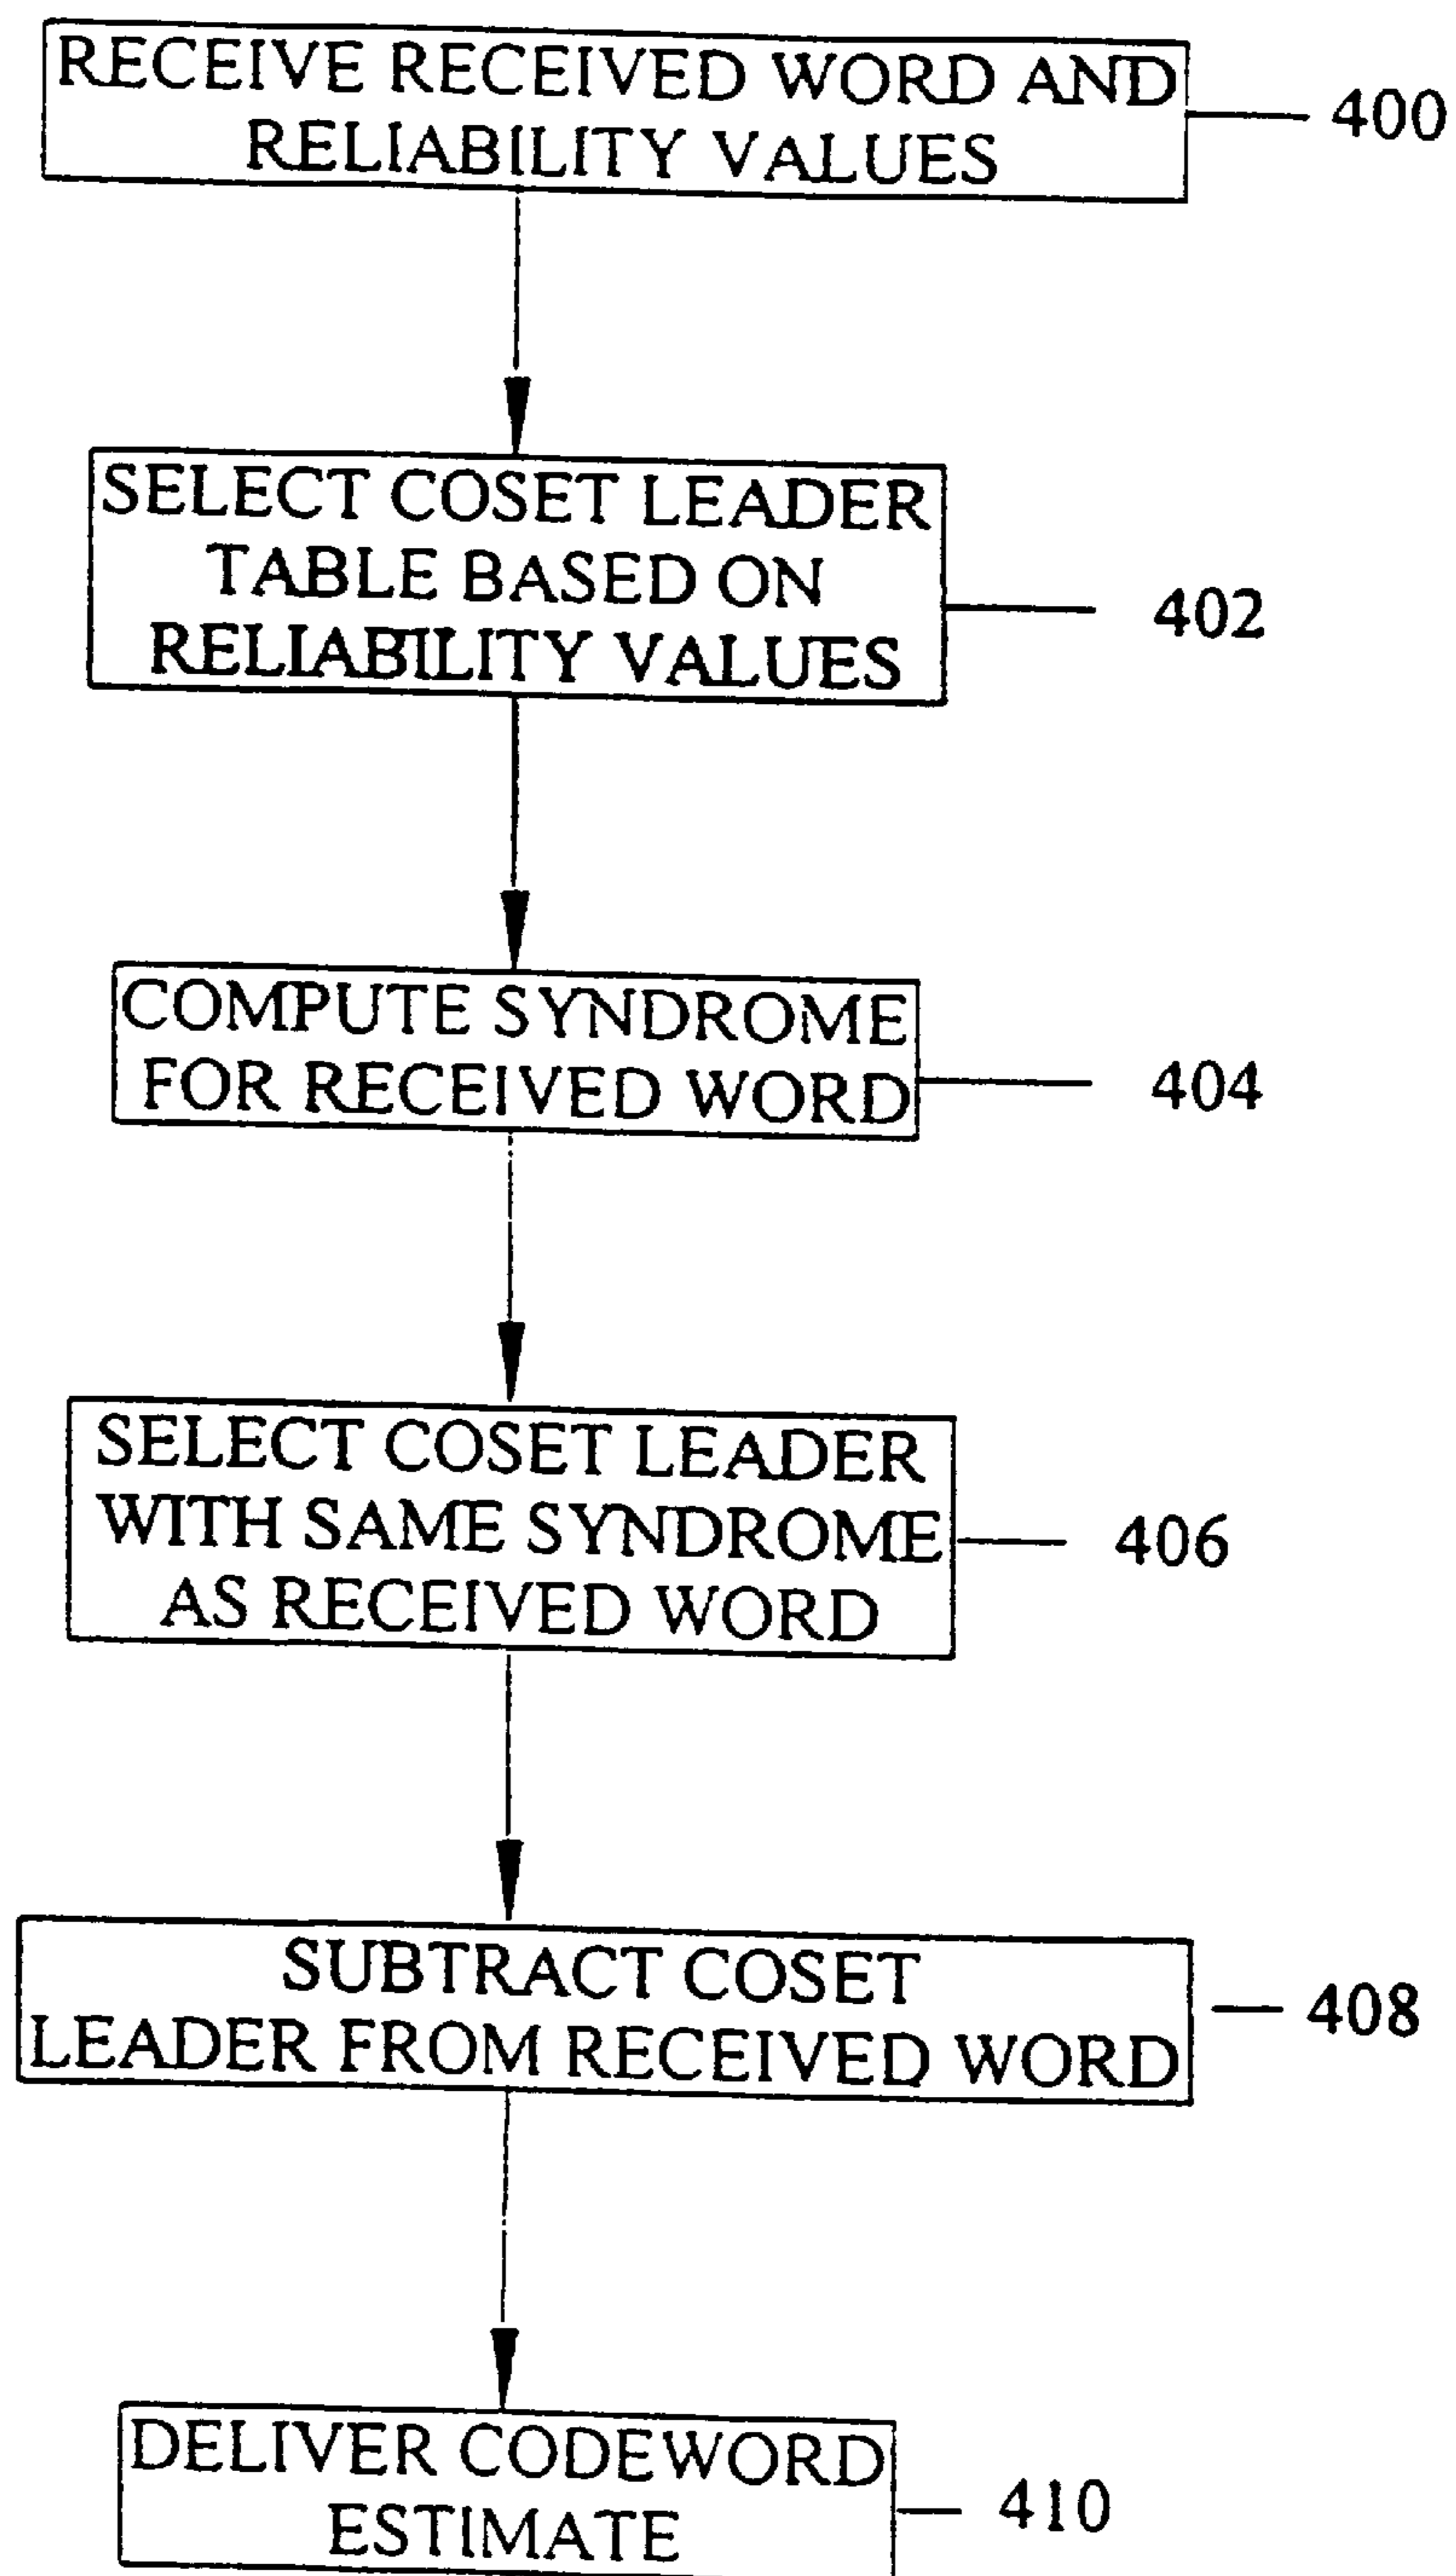 RECEIVE RECEIVED WORD AND
RELIABILITY VALUES
400
SELECT COSET LEADER
TABLE BASED ON
RELIABILITY VALUES
402
COMPUTE SYNDROME
FOR RECEIVED WORD
404
SELECT COSET LEADER
WITH SAME SYNDROME
AS RECEIVED WORD
406
SUBTRACT COSET
LEADER FROM RECEIVED WORD
408
DELIVER CODEWORD
ESTIMATE
410